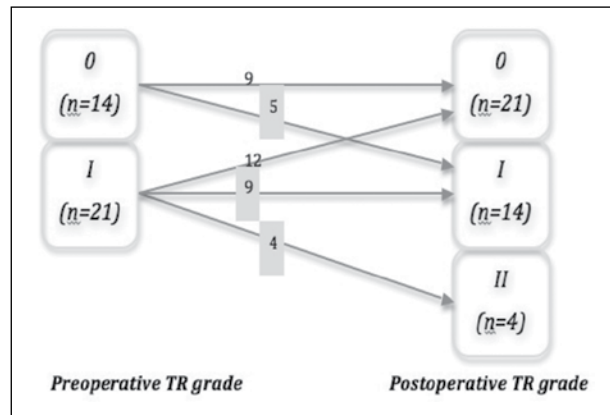 0
(n=14)
9
0
(n=21)
5
I
(n=21)
12
9
I
(n=14)
4
II
(n=4)
Preoperative TR grade
Postoperative TR grade